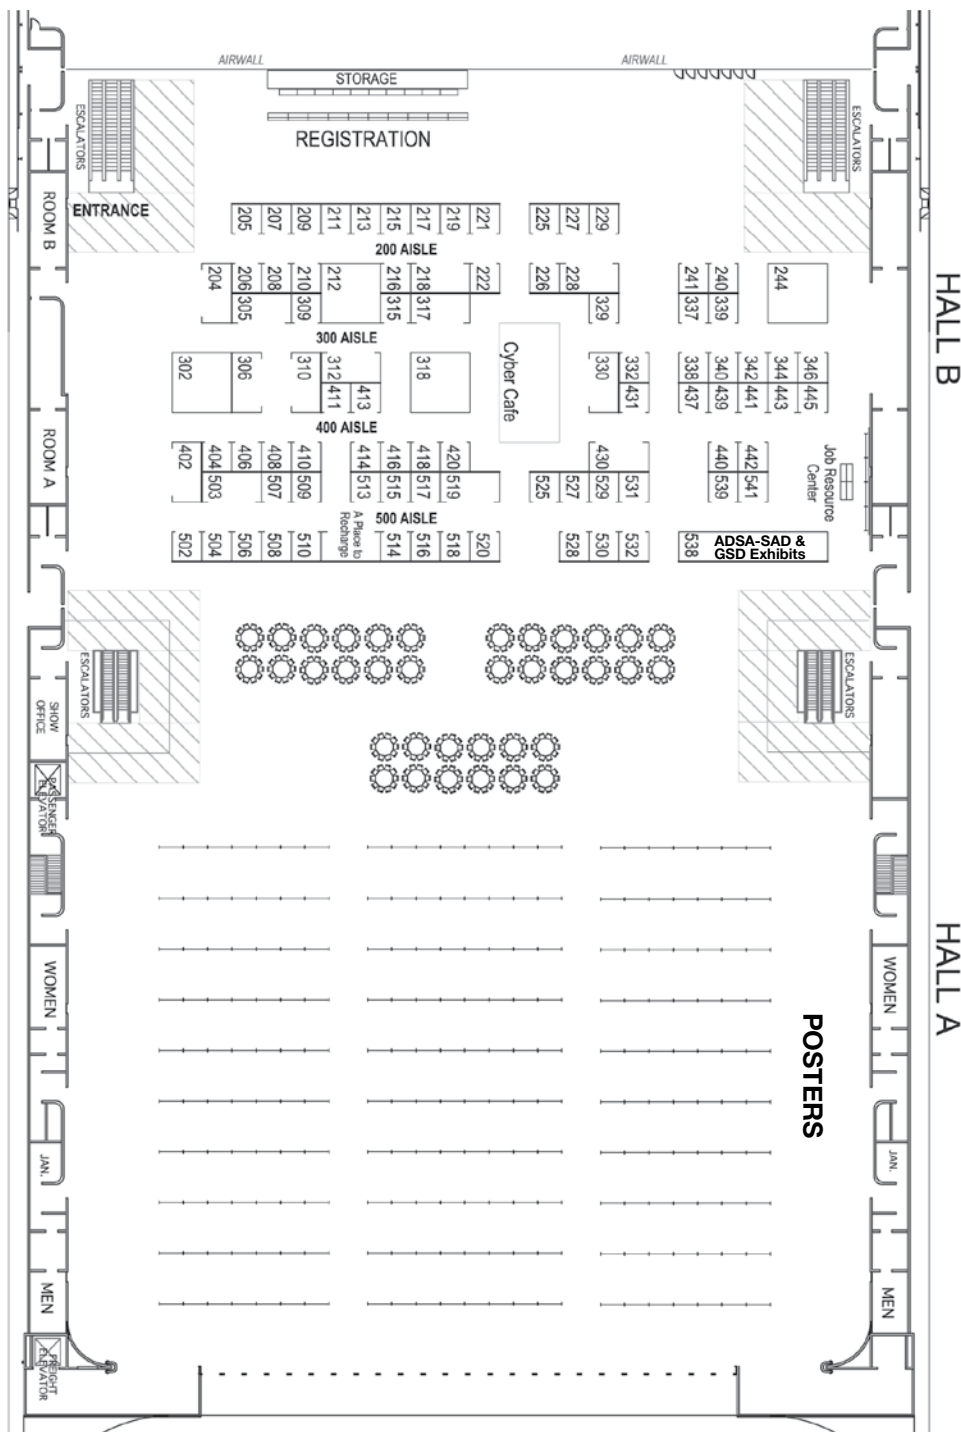 AIRWALL
AIRWALL
STORAGE
REGISTRATION
ESCALATORS
ESCALATORS
ENTRANCE
ROOM B
205 207 209 211 213 215 217 219 221 225 227 229
200 AISLE
204 206 208 210 212 216 218 222 226 228 241 240 244
305 309 315 317 329 337 339
HALL B
300 AISLE
302 306 310 312 318 330 332 338 340 342 344 346
411 413 431 437 439 441 443 445
Cyber Cafe
400 AISLE
ROOM A
402 404 406 408 410 414 416 418 420 430 440 442
503 507 509 513 515 517 519 525 527 529 531 539 541
Job Resource
Center
500 AISLE
A Place to
Recharge
502 504 506 508 510 514 516 518 520 528 530 532 538
ADSA-SAD &
GSD Exhibits
ESCALATORS
ESCALATORS
SHOW
OFFICE
PASSENGER
ELEVATOR
HALL A
WOMEN
WOMEN
POSTERS
JAN.
JAN.
MEN
MEN
FREIGHT
ELEVATOR